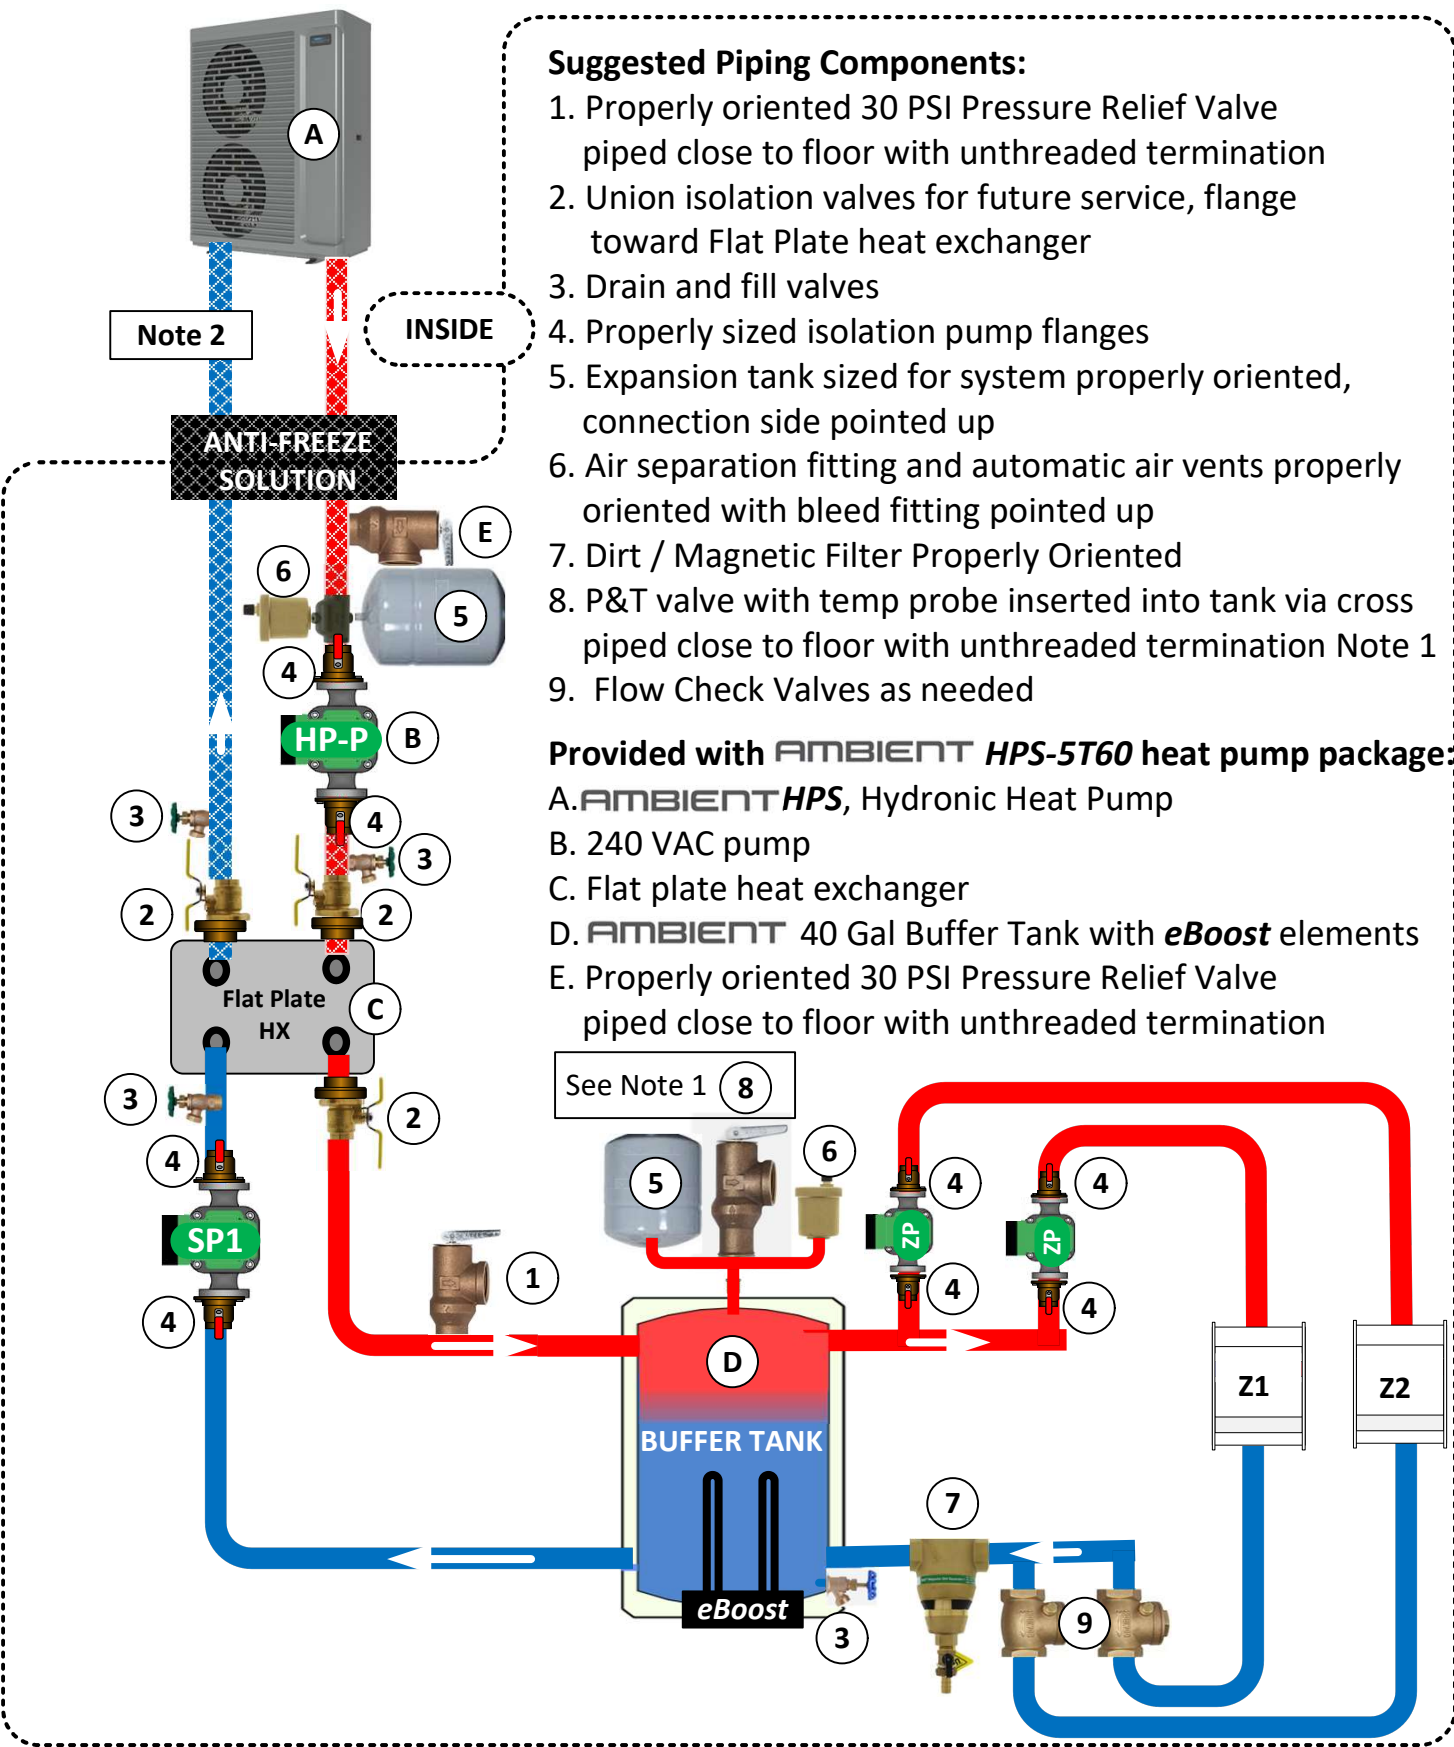 Suggested Piping Components:
1. Properly oriented 30 PSI Pressure Relief Valve
piped close to floor with unthreaded termination
2. Union isolation valves for future service, flange
toward Flat Plate heat exchanger
3. Drain and fill valves
4. Properly sized isolation pump flanges
5. Expansion tank sized for system properly oriented,
connection side pointed up
6. Air separation fitting and automatic air vents properly
oriented with bleed fitting pointed up
7. Dirt / Magnetic Filter Properly Oriented
8. P&T valve with temp probe inserted into tank via cross
piped close to floor with unthreaded termination Note 1
9. Flow Check Valves as needed
Provided with AMBIENT HPS-5T60 heat pump package:
A. AMBIENT HPS, Hydronic Heat Pump
B. 240 VAC pump
C. Flat plate heat exchanger
D. AMBIENT 40 Gal Buffer Tank with eBoost elements
E. Properly oriented 30 PSI Pressure Relief Valve
piped close to floor with unthreaded termination
A
Note 2
INSIDE
ANTI-FREEZE
SOLUTION
E
6
5
4
HP-P
B
3
4
3
2
2
Flat Plate
HX
C
3
2
4
SP1
4
1
See Note 1
8
5
6
4
4
ZP
ZP
4
4
D
BUFFER TANK
eBoost
Z1
Z2
7
9
3